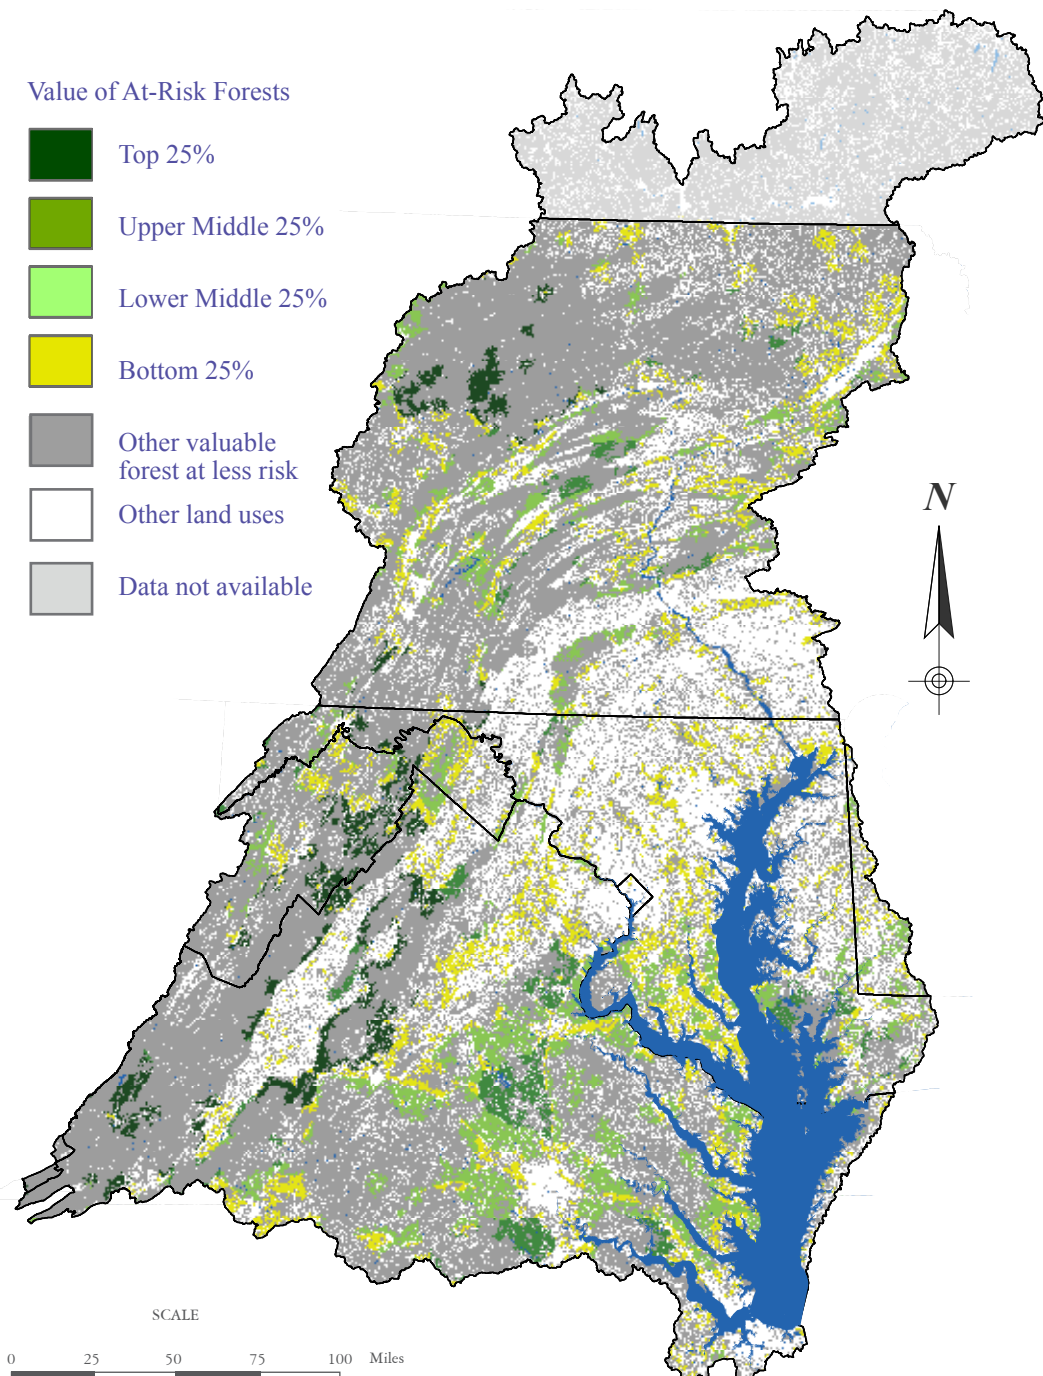 Value of At-Risk Forests
Top 25%
Upper Middle 25%
Lower Middle 25%
Bottom 25%
Other valuable
forest at less risk
Other land uses
Data not available
N
SCALE
0 25 50 75 100 Miles